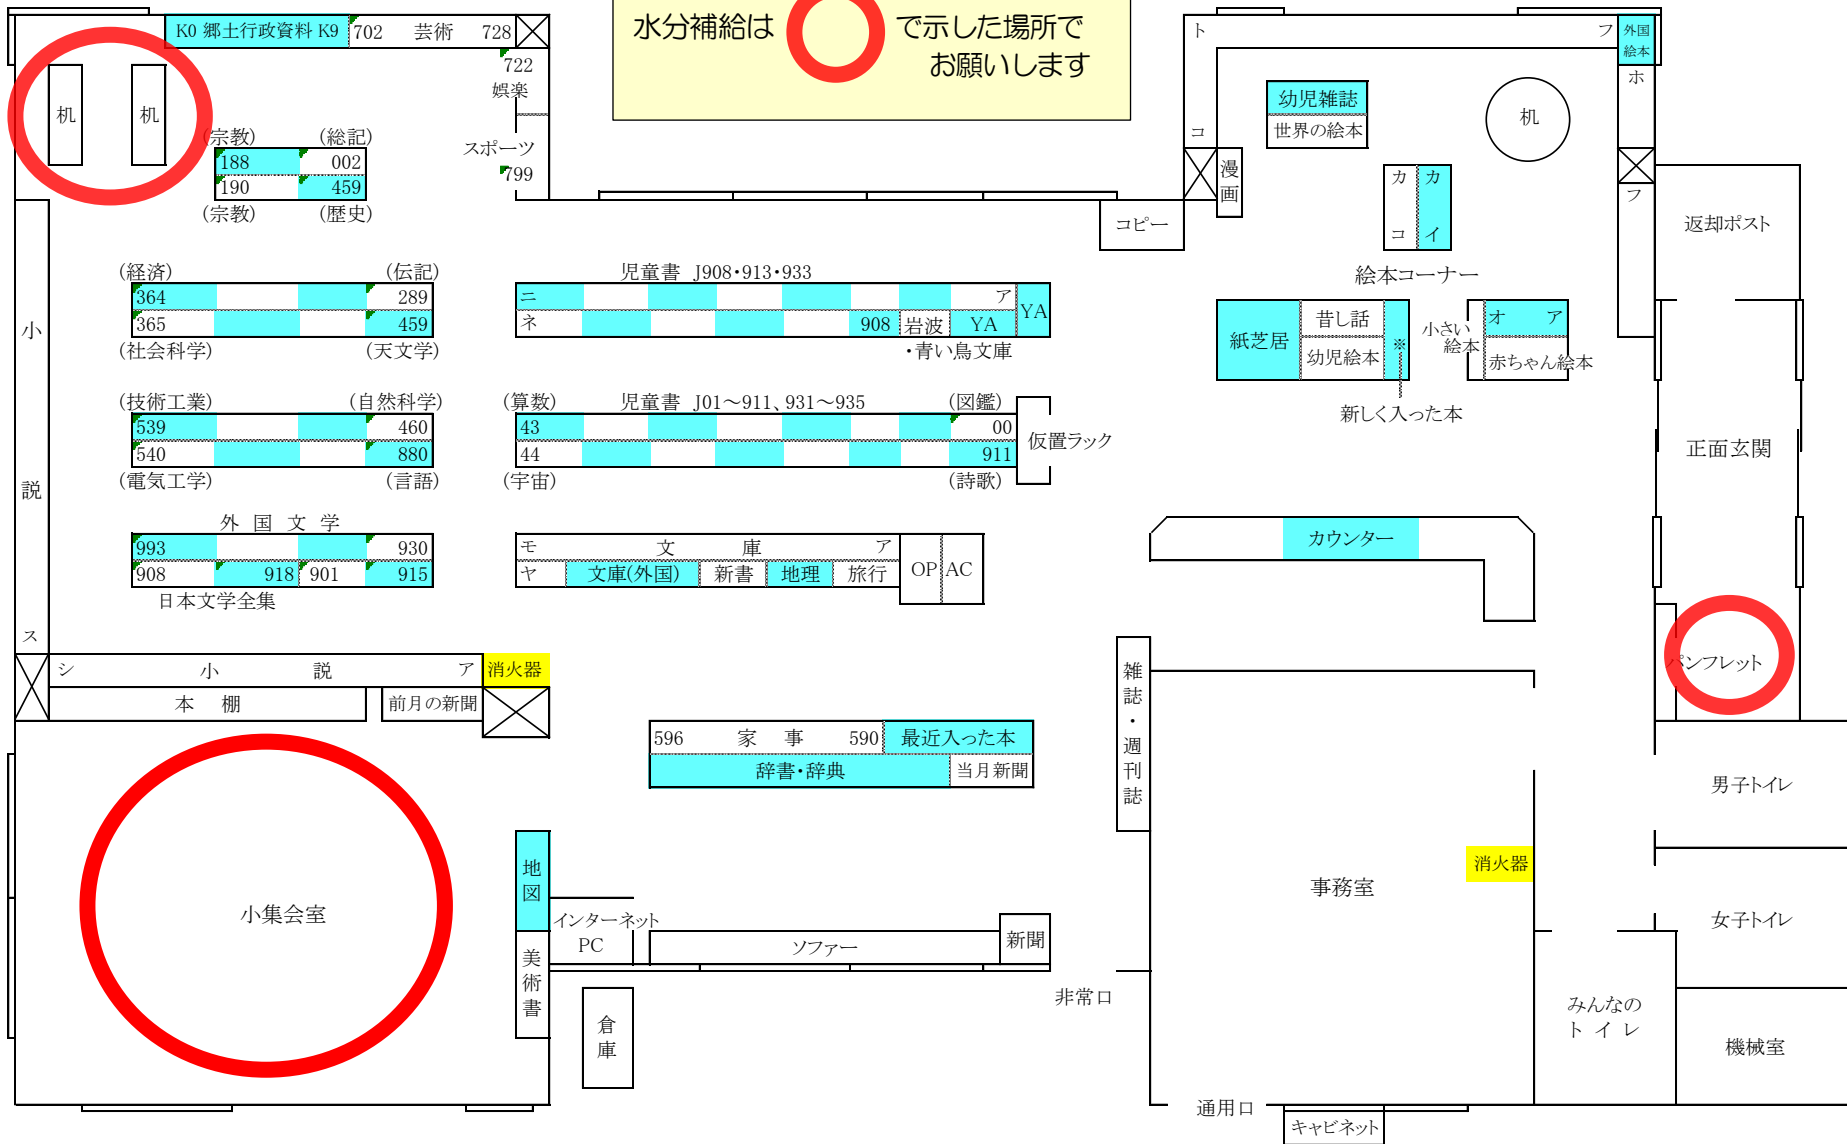 水分補給は で示した場所で
お願いします
K0 郷土行政資料 K9 702 芸術 728
722
娯楽
スポーツ
799
机 机
(宗教) (総記)
188 002
190 459
(宗教) (歴史)
ト フ
外国
絵本
ホ
コ
漫
画
フ
幼児雑誌
世界の絵本
机
カ カ
コ イ
絵本コーナー
コピー
返却ポスト
小
説
ス
(経済) (伝記)
364 289
365 459
(社会科学) (天文学)
児童書 J908・913・933
ニ ア YA
ネ 908 岩波 YA
・青い鳥文庫
紙芝居 昔し話 ※
幼児絵本
小さい
絵本
オ ア
赤ちゃん絵本
新しく入った本
正面玄関
(技術工業) (自然科学)
539 460
540 880
(電気工学) (言語)
(算数) 児童書 J01～911、931～935 (図鑑)
43 00
44 911
(宇宙) (詩歌)
仮置ラック
外 国 文 学
993 930
908 918 901 915
日本文学全集
モ 文 庫 ア
ヤ 文庫(外国) 新書 地理 旅行
OP AC
カウンター
パンフレット
シ 小 説 ア 消火器
本 棚 前月の新聞
雑
誌
・
週
刊
誌
596 家 事 590 最近入った本
辞書・辞典 当月新聞
男子トイレ
消火器
事務室
女子トイレ
小集会室
地
図
美
術
書
インターネット
PC
ソファー
新聞
非常口
倉
庫
みんなの
ト イ レ
機械室
通用口
キャビネット